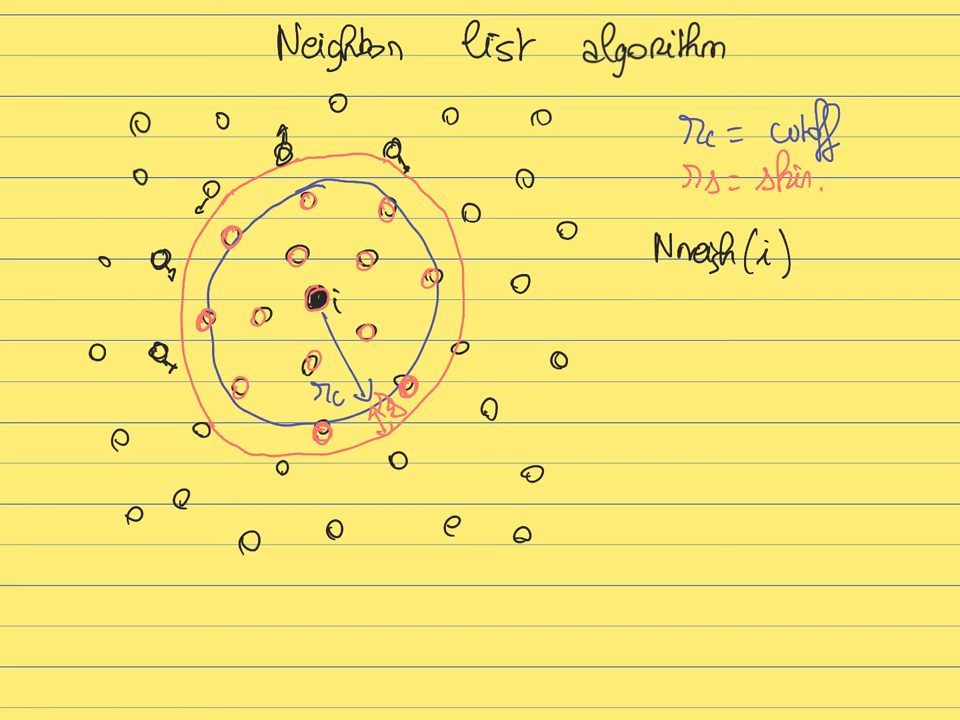 Neighbor list algorithm
rc = cutoff
rs = skin.
Nneigh(i)
i
rc
rs